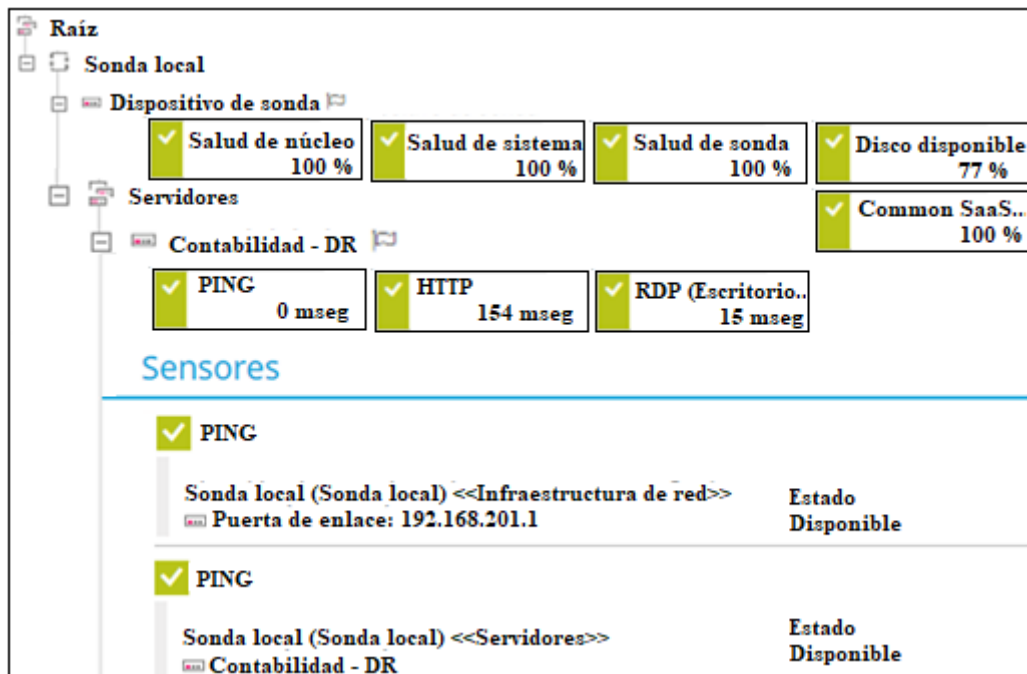 Raíz
Sonda local
Dispositivo de sonda
Salud de núcleo
100 %
Salud de sistema
100 %
Salud de sonda
100 %
Disco disponible
77 %
Common SaaS...
100 %
Servidores
Contabilidad - DR
PING
0 mseg
HTTP
154 mseg
RDP (Escritorio..
15 mseg
Sensores
PING
Sonda local (Sonda local) <<Infraestructura de red>>
Puerta de enlace: 192.168.201.1
Estado
Disponible
PING
Sonda local (Sonda local) <<Servidores>>
Contabilidad - DR
Estado
Disponible